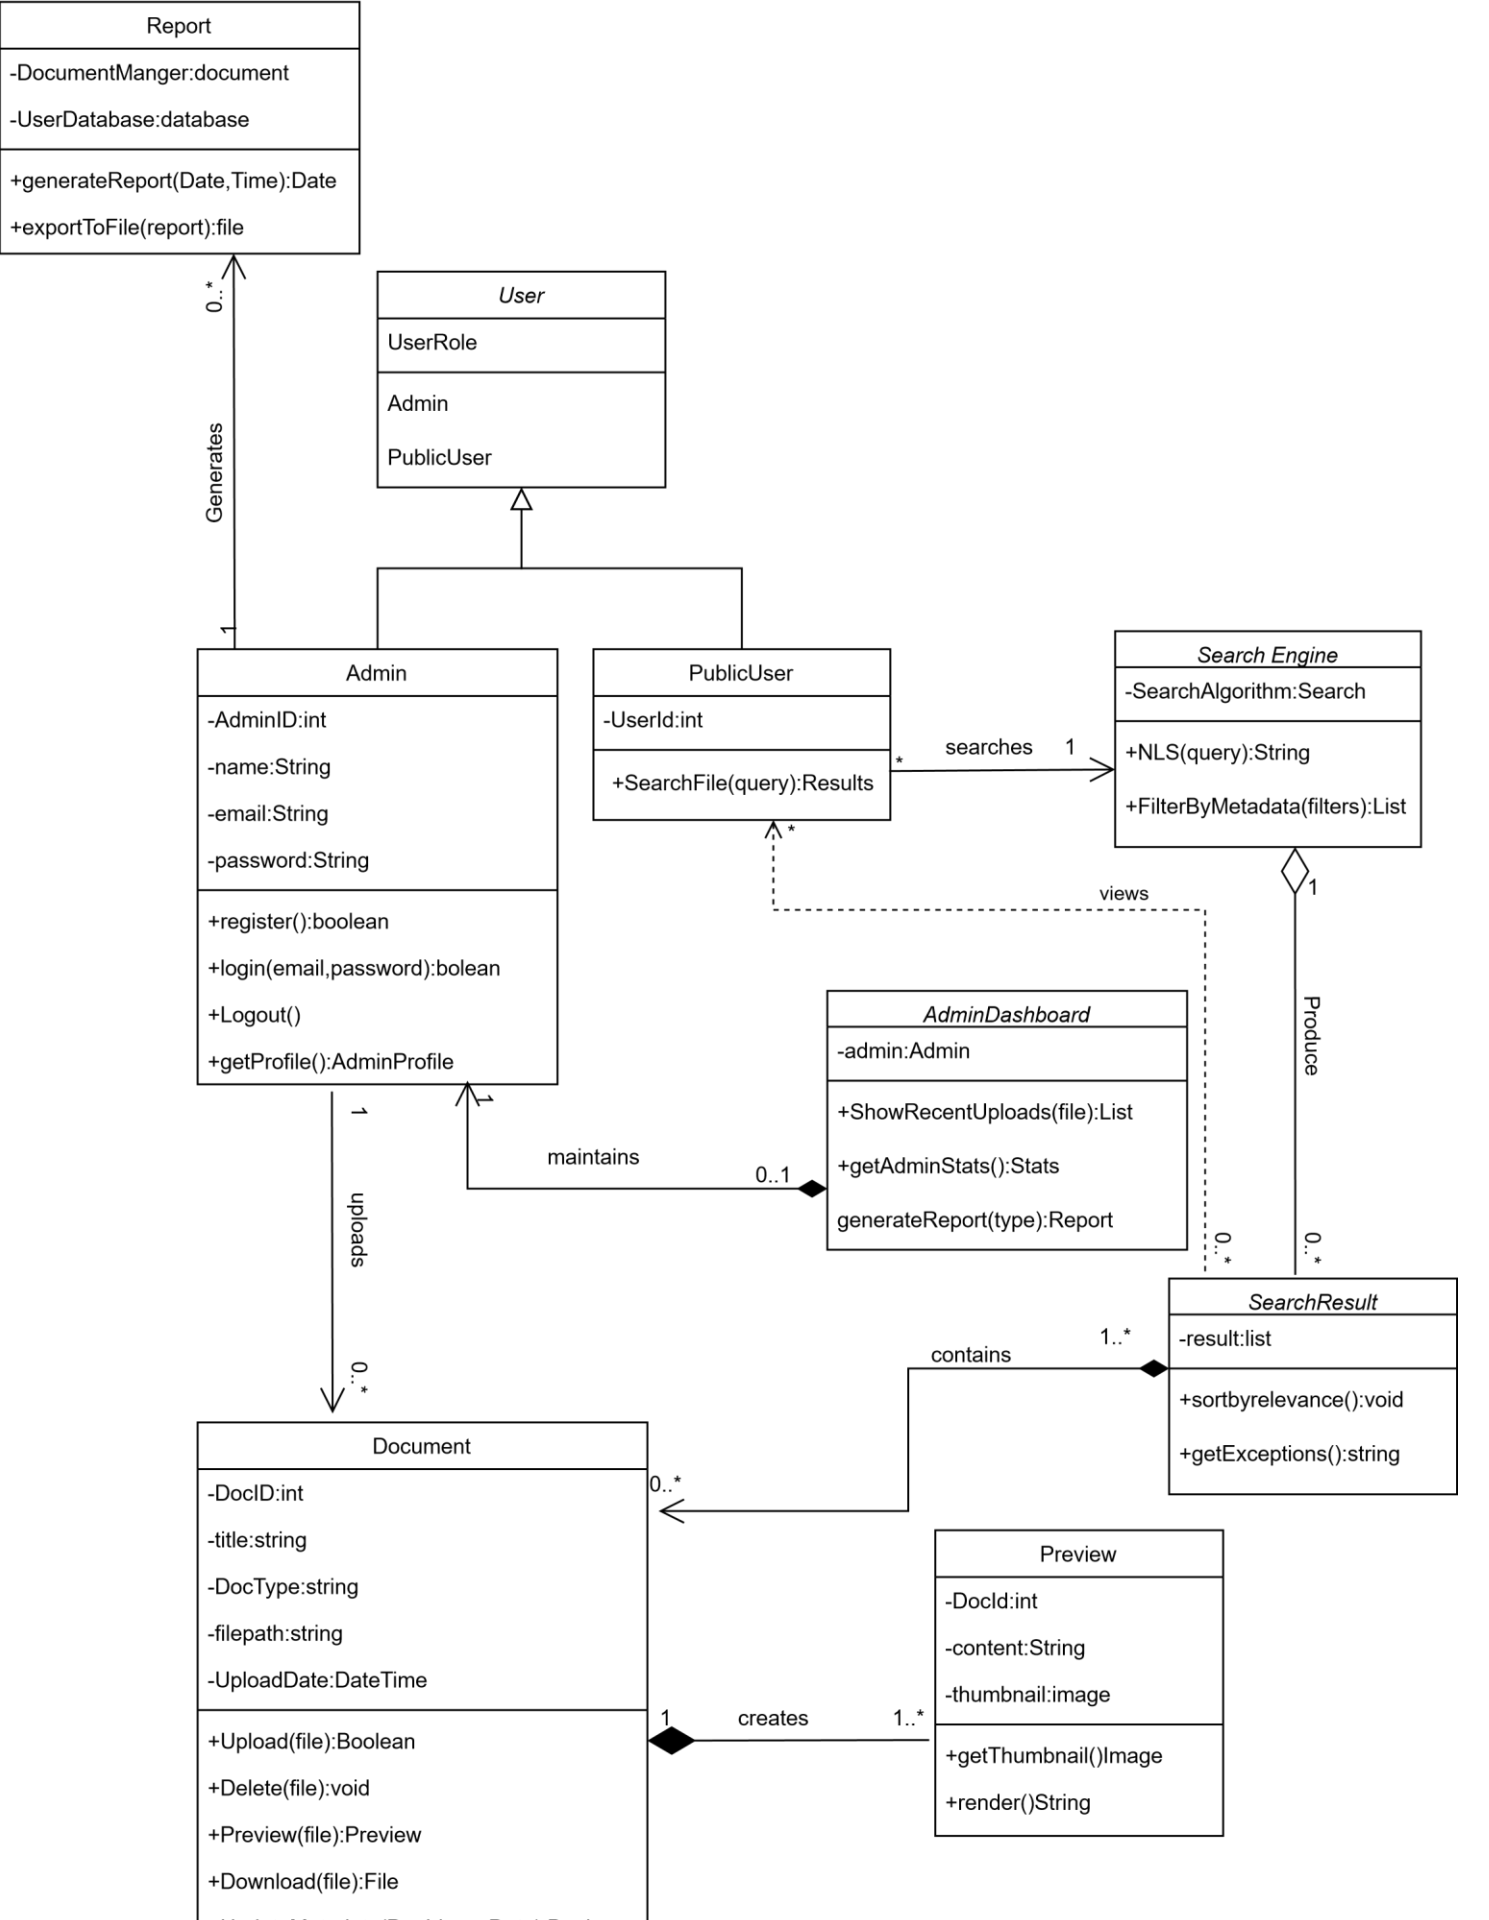 Report
-DocumentManger:document
-UserDatabase:database
+generateReport(Date,Time):Date
+exportToFile(report):file
0..*
Generates
1
User
UserRole
Admin
PublicUser
Admin
-AdminID:int
-name:String
-email:String
-password:String
+register():boolean
+login(email,password):bolean
+Logout()
+getProfile():AdminProfile
PublicUser
-UserId:int
+SearchFile(query):Results
*
searches
1
Search Engine
-SearchAlgorithm:Search
+NLS(query):String
+FilterByMetadata(filters):List
*
views
0..*
1
Produce
0..*
AdminDashboard
-admin:Admin
+ShowRecentUploads(file):List
+getAdminStats():Stats
generateReport(type):Report
1
maintains
0..1
1
uploads
0..*
SearchResult
-result:list
+sortbyrelevance():void
+getExceptions():string
1..*
contains
0..*
Document
-DocID:int
-title:string
-DocType:string
-filepath:string
-UploadDate:DateTime
+Upload(file):Boolean
+Delete(file):void
+Preview(file):Preview
+Download(file):File
1
creates
1..*
Preview
-DocId:int
-content:String
-thumbnail:image
+getThumbnail()Image
+render()String